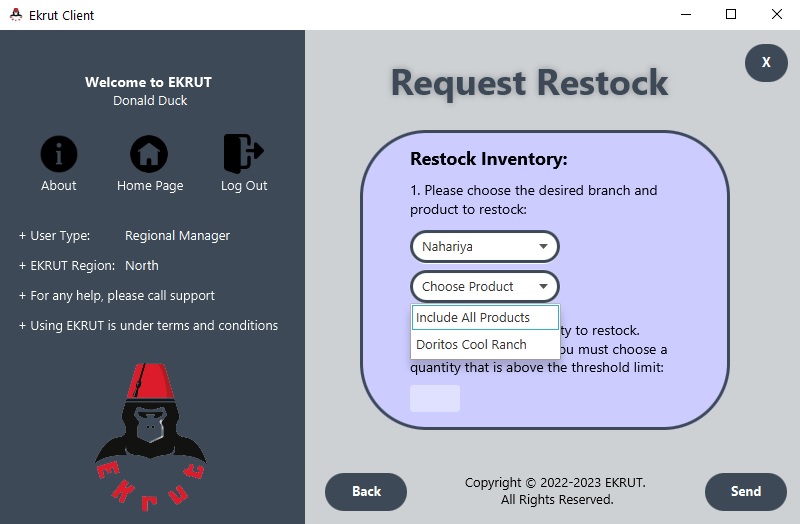 Ekrut Client
Welcome to EKRUT
Donald Duck
About
Home Page
Log Out
+ User Type: Regional Manager
+ EKRUT Region: North
+ For any help, please call support
+ Using EKRUT is under terms and conditions
EKrut
Request Restock
X
Restock Inventory:
1. Please choose the desired branch and
product to restock:
Nahariya
Choose Product
Include All Products
Doritos Cool Ranch
to restock.
must choose a
quantity that is above the threshold limit:
Back
Copyright © 2022-2023 EKRUT.
All Rights Reserved.
Send